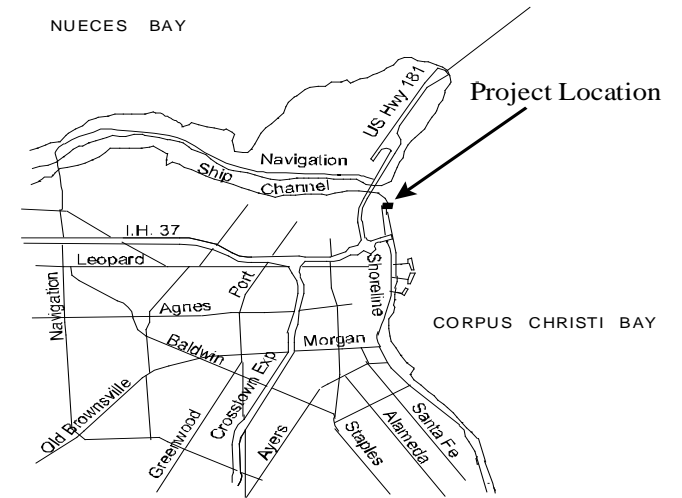 NUECES BAY
US Hwy 181
Project Location
Navigation
Ship Channel
I.H. 37
Leopard
Port
Shoreline
Navigation
Agnes
CORPUS CHRISTI BAY
Baldwin
Morgan
Crosstown Exp
Old Brownsville
Greenwood
Ayers
Staples
Alameda
Santa Fe